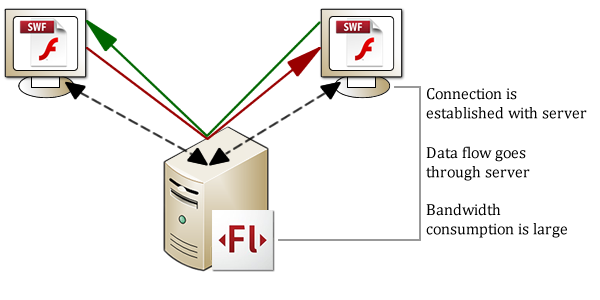 SWF
SWF
Connection is
established with server
Data flow goes
through server
Bandwidth
consumption is large
Fl